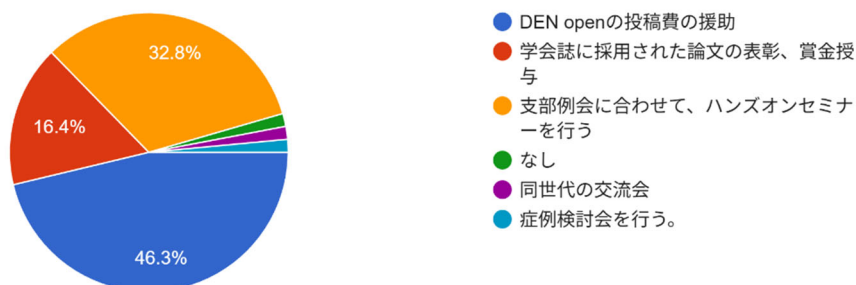 32.8%
16.4%
46.3%
DEN openの投稿費の援助
学会誌に採用された論文の表彰、賞金授
与
支部例会に合わせて、ハンズオンセミナ
ーを行う
なし
同世代の交流会
症例検討会を行う。